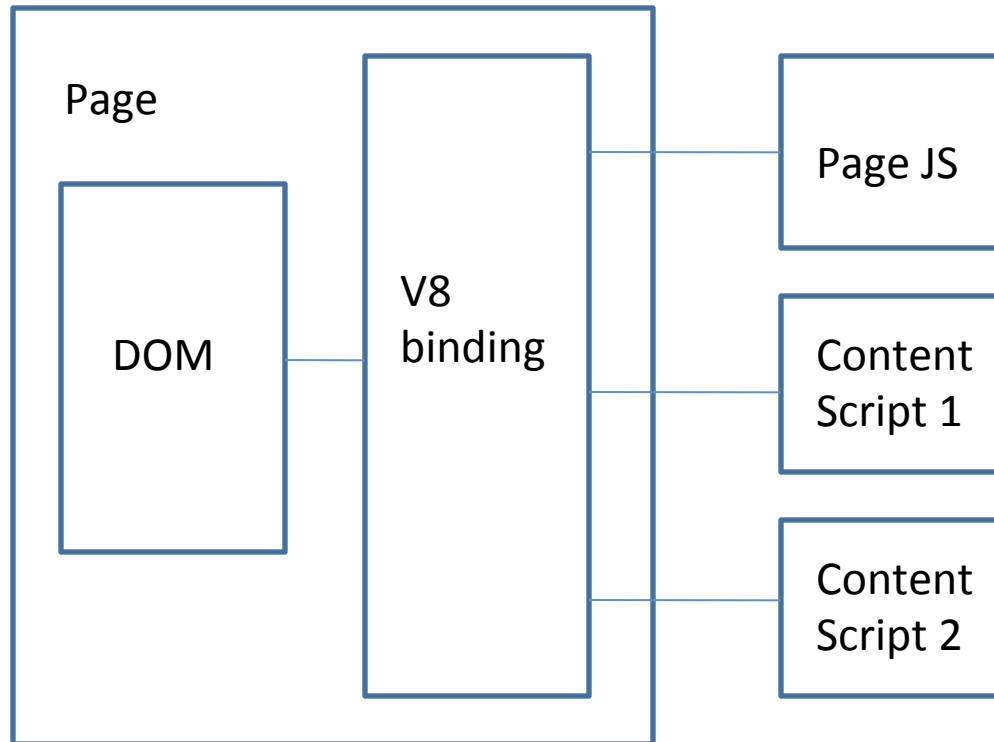 Page
DOM
V8
binding
Page JS
Content
Script 1
Content
Script 2